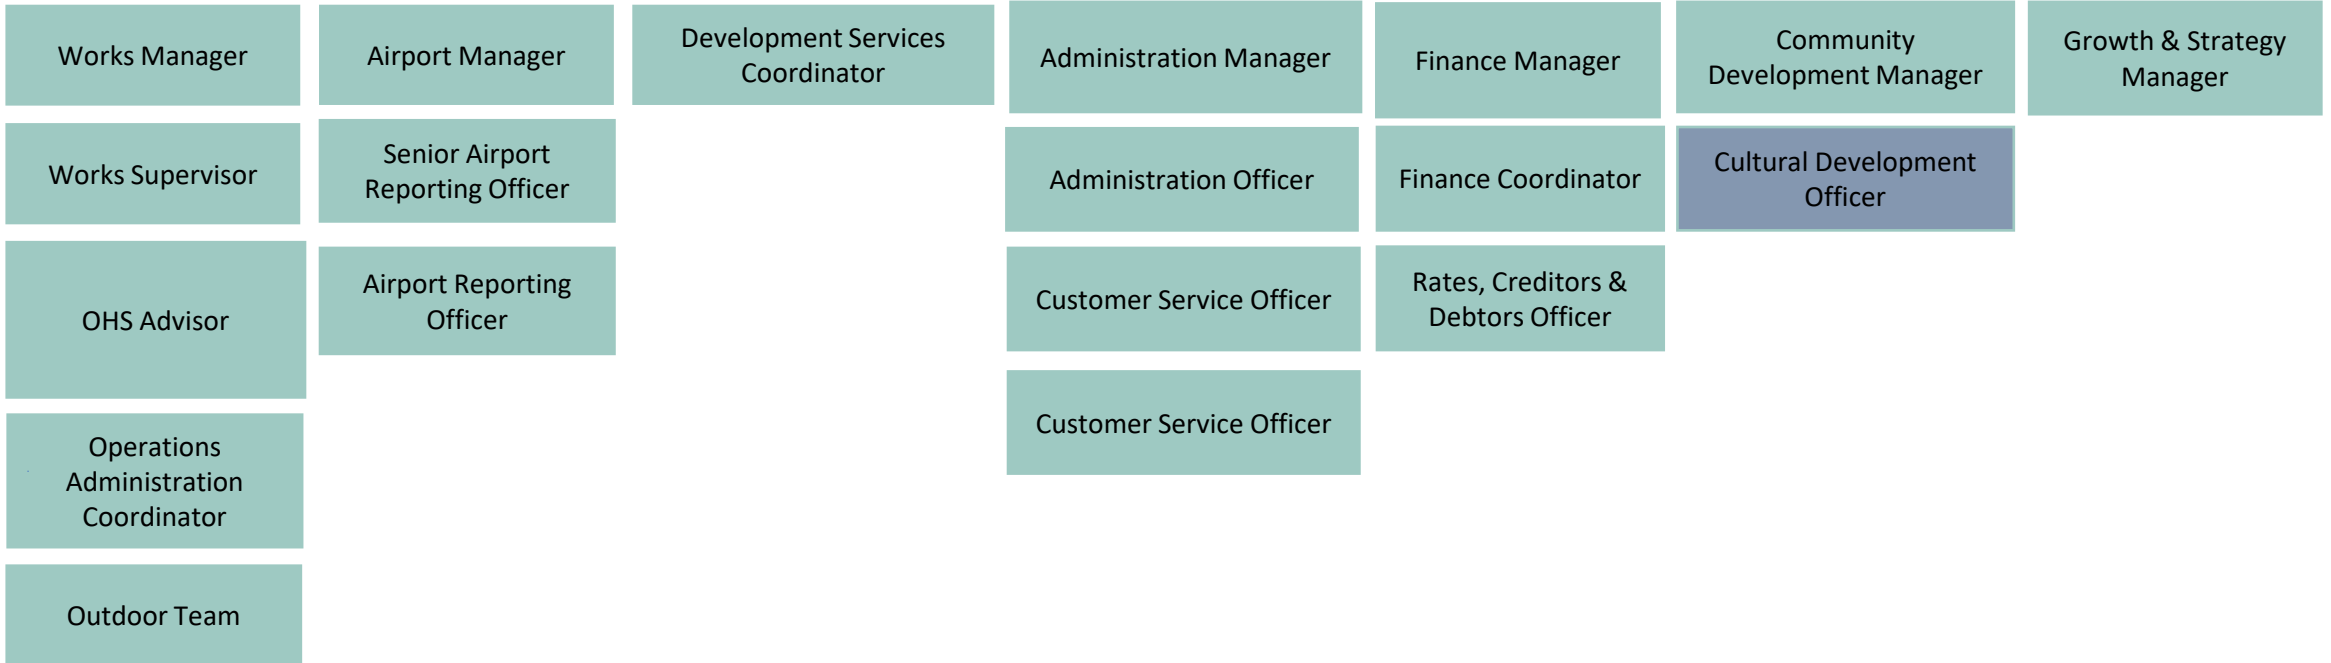 Works Manager
Airport Manager
Development Services
Coordinator
Administration Manager
Finance Manager
Community
Development Manager
Growth & Strategy
Manager
Works Supervisor
Senior Airport
Reporting Officer
Administration Officer
Finance Coordinator
Cultural Development
Officer
OHS Advisor
Airport Reporting
Officer
Customer Service Officer
Rates, Creditors &
Debtors Officer
Operations
Administration
Coordinator
Customer Service Officer
Outdoor Team